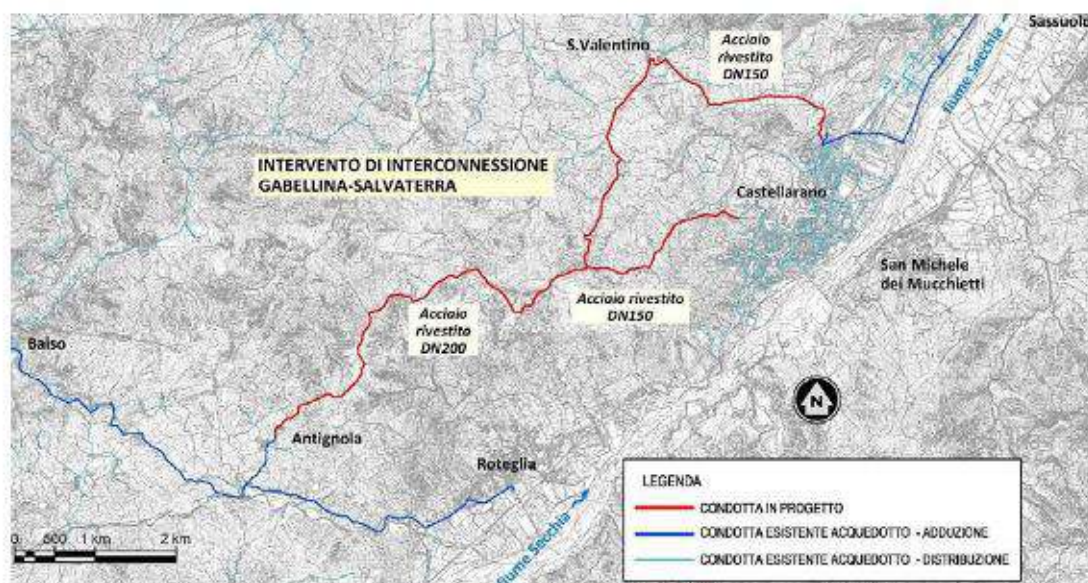 Sassuolo
fiume Secchia
S.Valentino
Acciaio
rivestito
DN150
INTERVENTO DI INTERCONNESSIONE
GABELLINA-SALVATERRA
Castellarano
San Michele
dei Mucchietti
Acciaio rivestito
DN150
Acciaio
rivestito
DN200
Baiso
Antignola
N
Roteglia
fiume Secchia
LEGENDA
CONDOTTA IN PROGETTO
CONDOTTA ESISTENTE ACQUEDOTTO - ADDUZIONE
CONDOTTA ESISTENTE ACQUEDOTTO - DISTRIBUZIONE
0 500 1 km 2 km